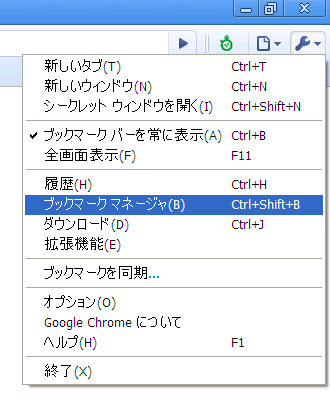 新しいタブ(T) Ctrl+T
新しいウィンドウ(N) Ctrl+N
シークレット ウィンドウを開く(I) Ctrl+Shift+N
ブックマーク バーを常に表示(A) Ctrl+B
全画面表示(F) F11
履歴(H) Ctrl+H
ブックマーク マネージャ(B) Ctrl+Shift+B
ダウンロード(D) Ctrl+J
拡張機能(E)
ブックマークを同期...
オプション(O)
Google Chrome について
ヘルプ(H) F1
終了(X)